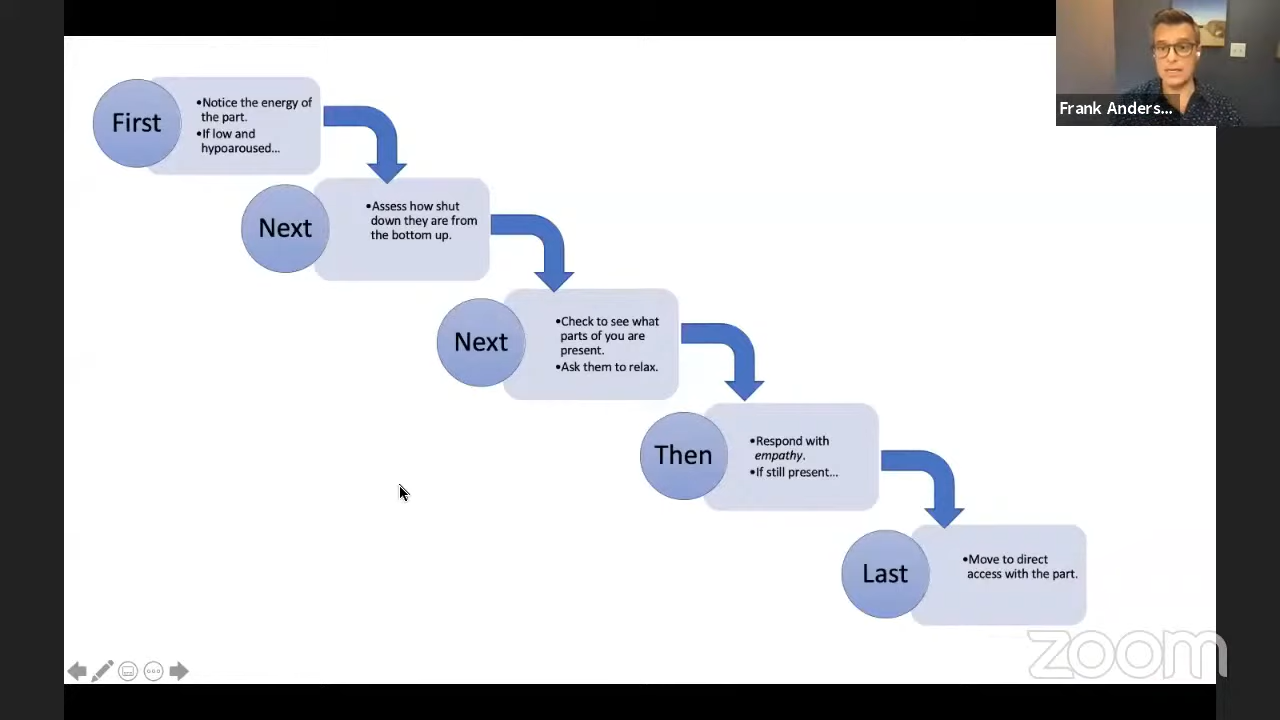 Frank Anders...
First
•Notice the energy of
the part.
•If low and
hypoaroused...
Next
•Assess how shut
down they are from
the bottom up.
Next
•Check to see what
parts of you are
present.
•Ask them to relax.
Then
•Respond with
empathy.
•If still present...
Last
•Move to direct
access with the part.
zoom